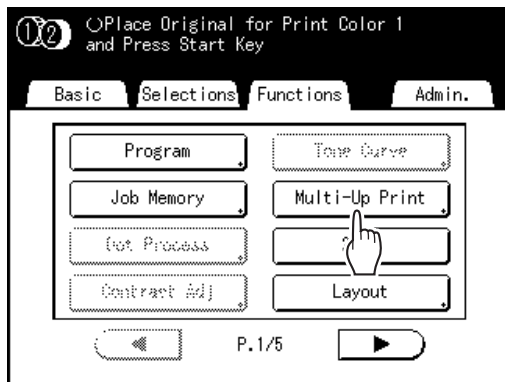 ①② ○Place Original for Print Color 1
and Press Start Key
Basic Selections Functions Admin.
Program Tone Curve
Job Memory Multi-Up Print
Dot Process
Contrast Adj Layout
P.1/5